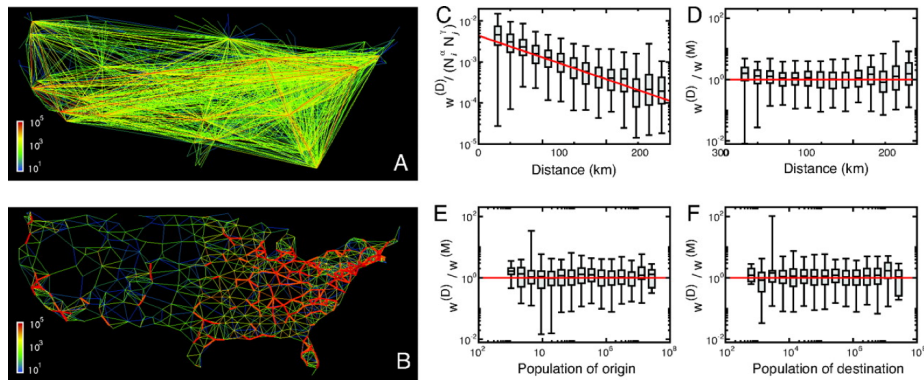 A
10^5
10^3
10^1
B
10^5
10^3
10^1
C
w^(D) / (N_i^α N_j^γ)
10^-2
10^-3
10^-4
10^-5
0
100
200
Distance (km)
D
w^(D) / w^(M)
10^2
10^0
10^-2
300
100
200
Distance (km)
E
w^(D) / w^(M)
10^2
10^0
10^-2
10^2
10
10^6
10^8
Population of origin
F
w^(D) / w^(M)
10^2
10^0
10^-2
10^2
10^4
10^6
Population of destination